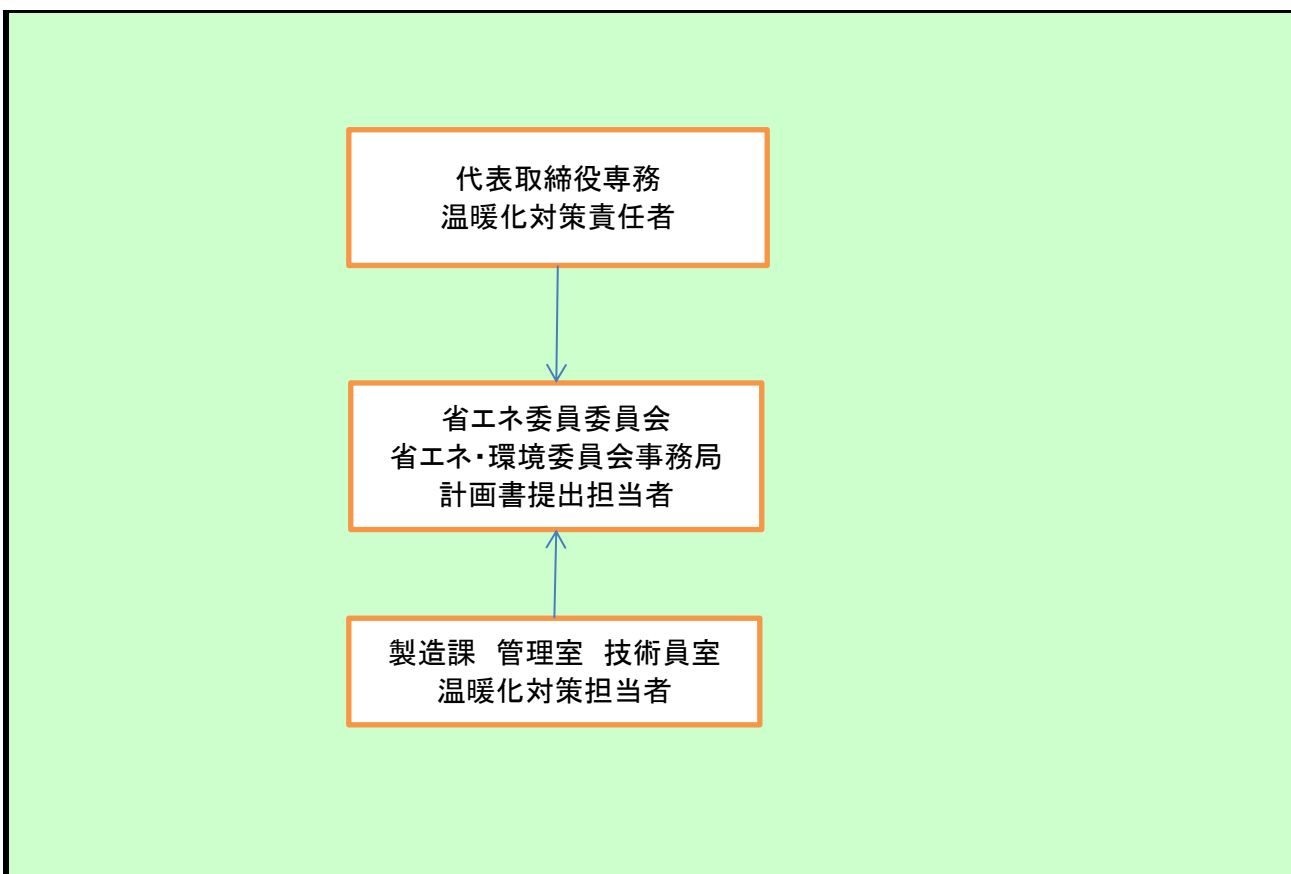 代表取締役専務
温暖化対策責任者
省エネ委員委員会
省エネ・環境委員会事務局
計画書提出担当者
製造課　管理室　技術員室
温暖化対策担当者